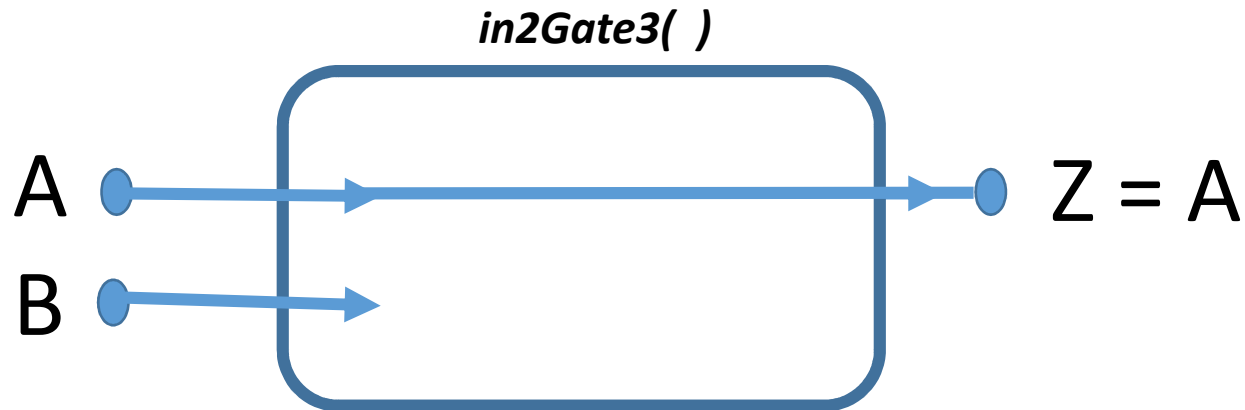 in2Gate3( )
A
Z = A
B